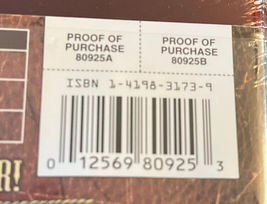 PROOF OF
PURCHASE
80925A
PROOF OF
PURCHASE
80925B
ISBN 1-4198-3173-9
R!
0 12569 80925 3